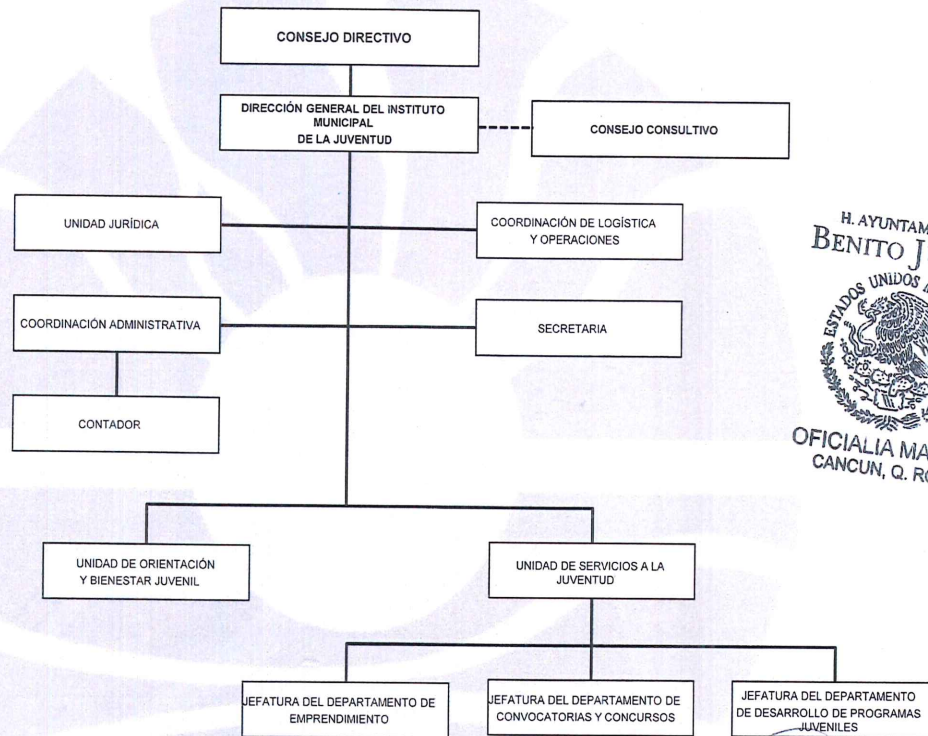 CONSEJO DIRECTIVO
DIRECCIÓN GENERAL DEL INSTITUTO
MUNICIPAL
DE LA JUVENTUD
CONSEJO CONSULTIVO
UNIDAD JURÍDICA
COORDINACIÓN DE LOGÍSTICA
Y OPERACIONES
COORDINACIÓN ADMINISTRATIVA
SECRETARIA
CONTADOR
H. AYUNTAM
BENITO J
ESTADOS UNIDOS
OFICIALIA MA
CANCUN, Q. RO
UNIDAD DE ORIENTACIÓN
Y BIENESTAR JUVENIL
UNIDAD DE SERVICIOS A LA
JUVENTUD
JEFATURA DEL DEPARTAMENTO DE
EMPRENDIMIENTO
JEFATURA DEL DEPARTAMENTO DE
CONVOCATORIAS Y CONCURSOS
JEFATURA DEL DEPARTAMENTO
DE DESARROLLO DE PROGRAMAS
JUVENILES